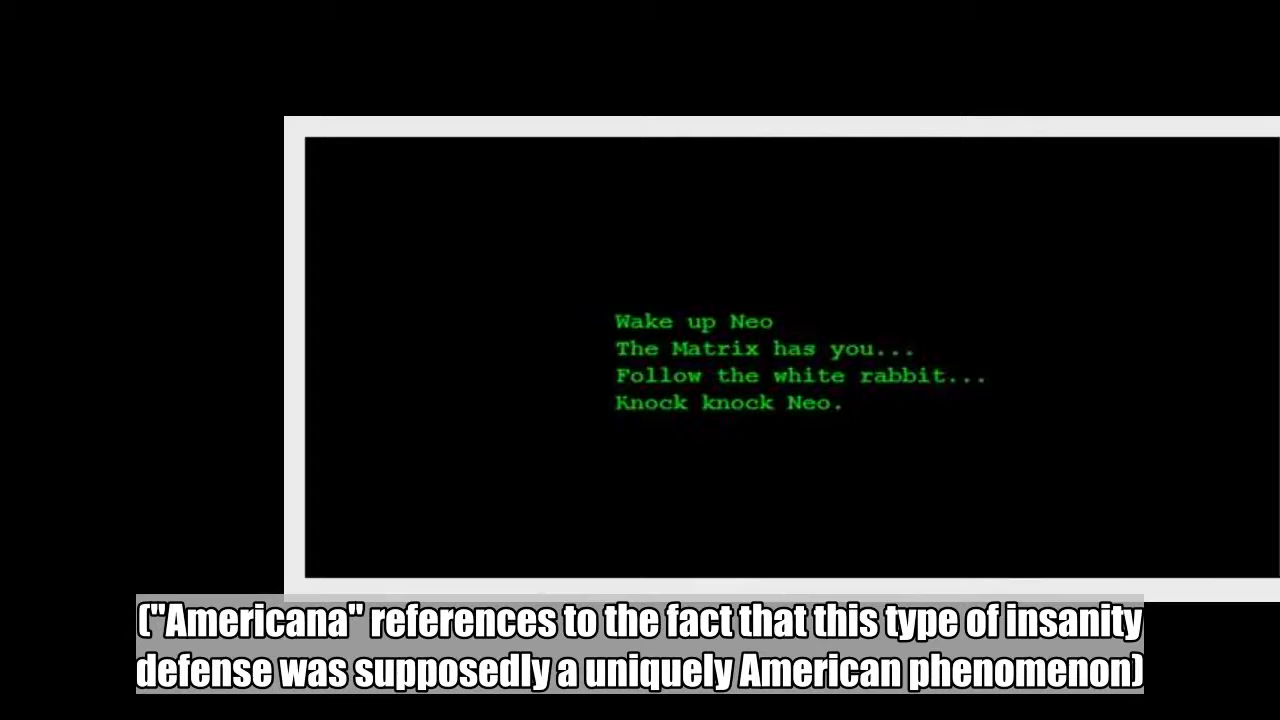 Wake up Neo
The Matrix has you...
Follow the white rabbit...
Knock knock Neo.
("Americana" references to the fact that this type of insanity
defense was supposedly a uniquely American phenomenon)